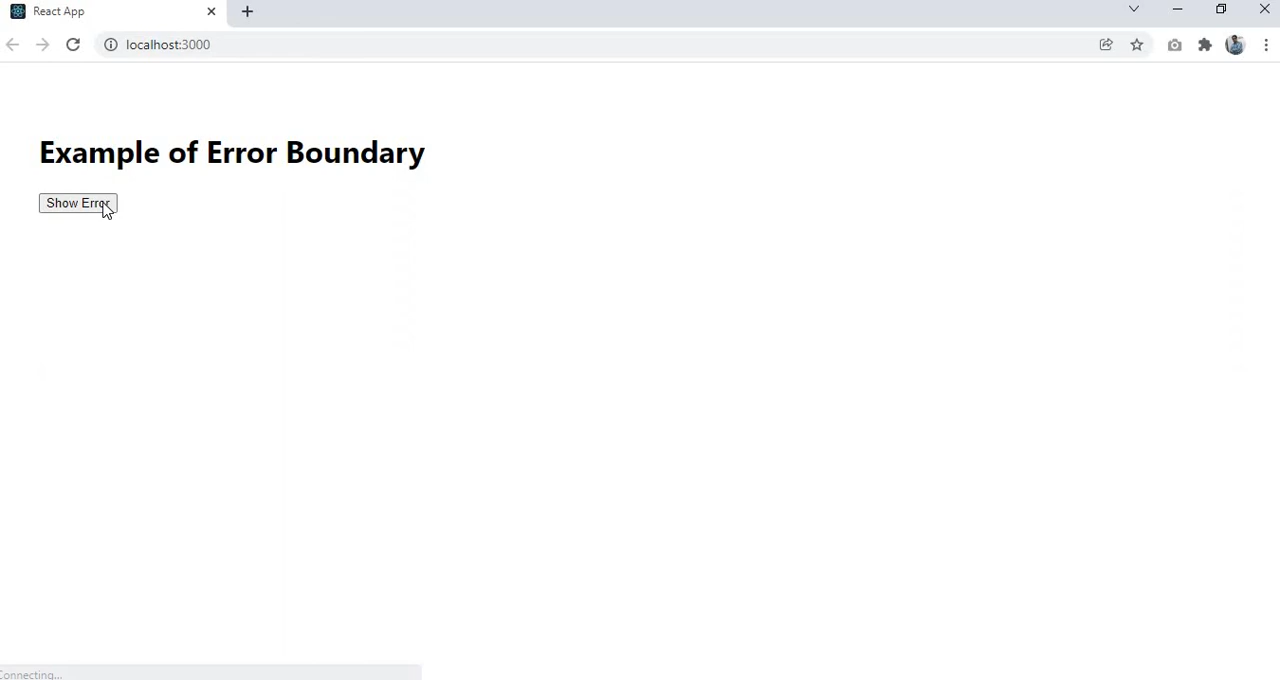 React App
localhost:3000
Example of Error Boundary
Show Error
Connecting...